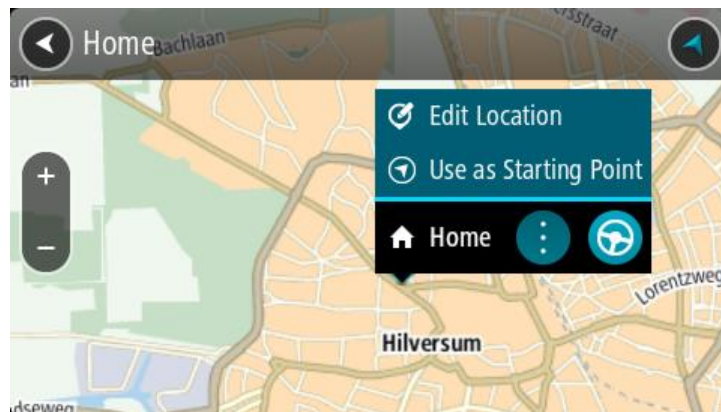 Home
Bachlaan
Edit Location
Use as Starting Point
Home
Lorentzweg
Hilversum